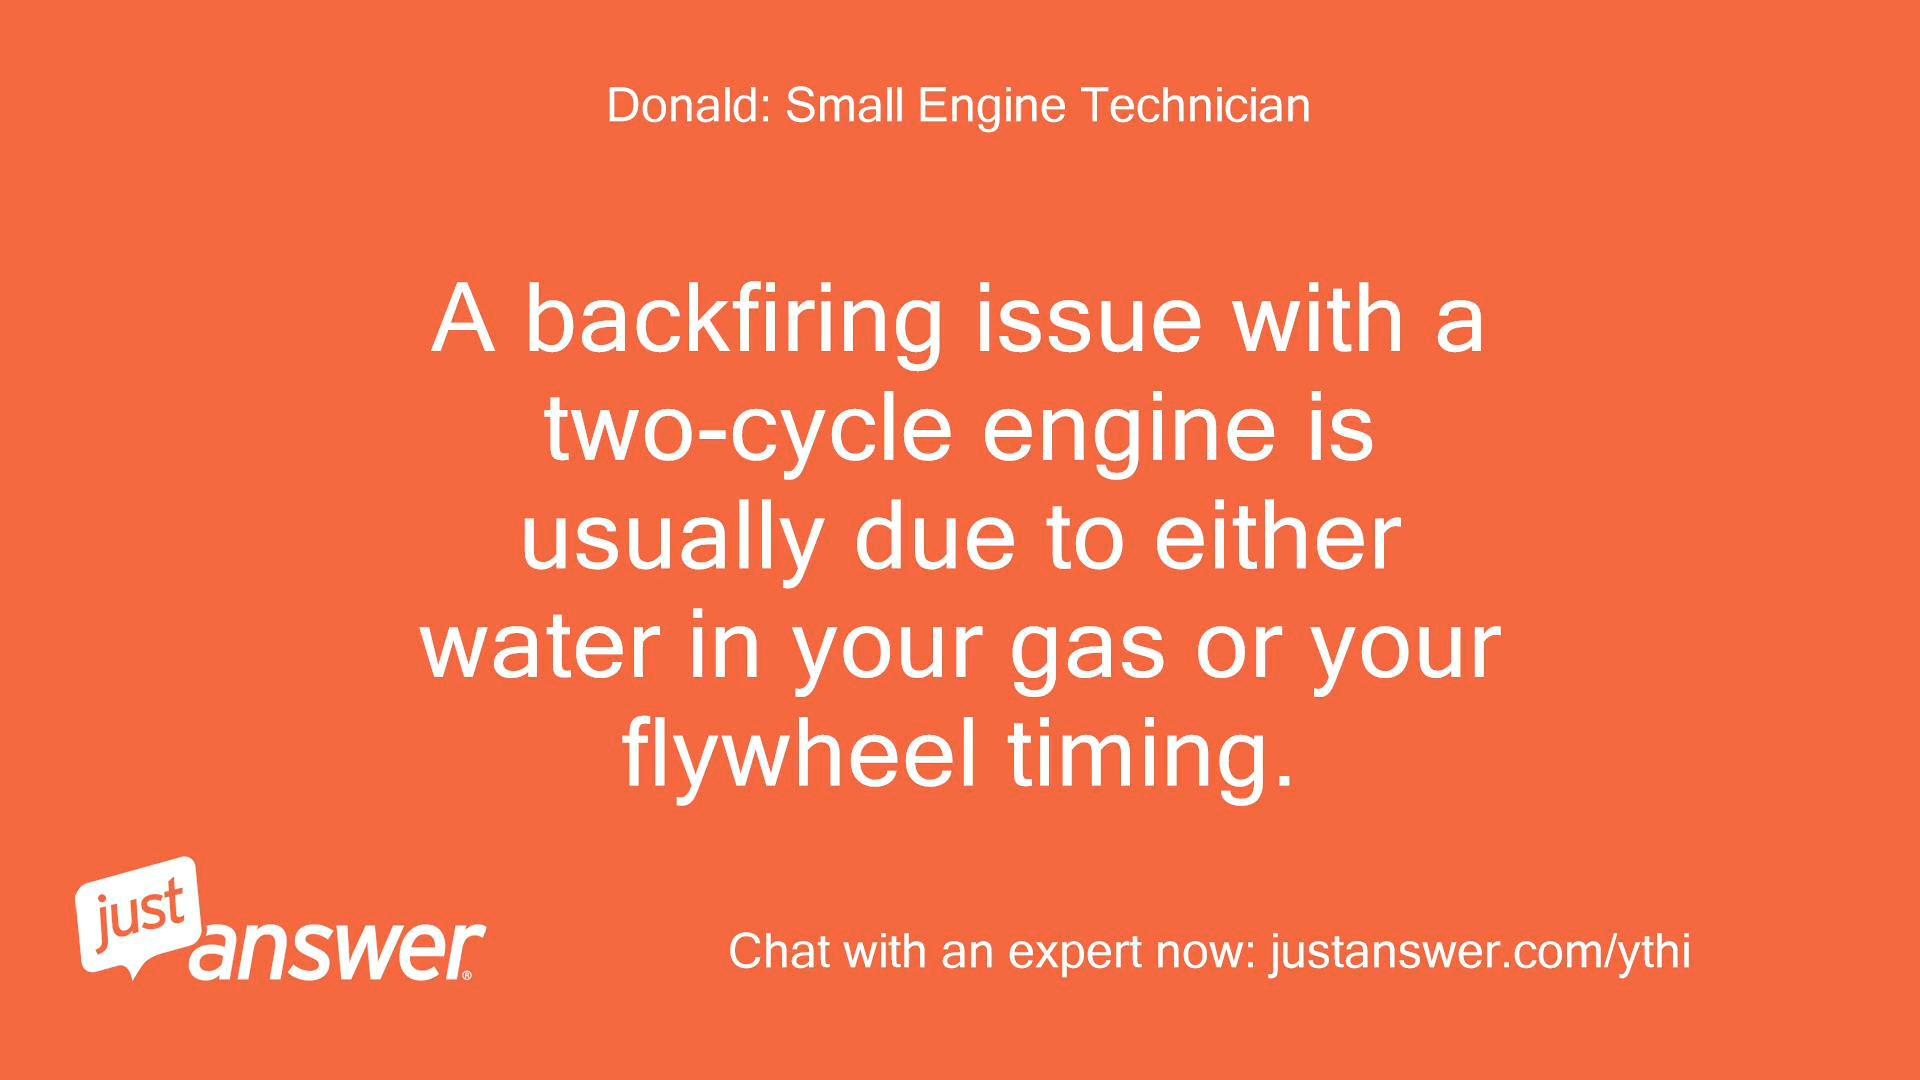 Donald: Small Engine Technician
A backfiring issue with a
two-cycle engine is
usually due to either
water in your gas or your
flywheel timing.
just
answer®
Chat with an expert now: justanswer.com/ythi